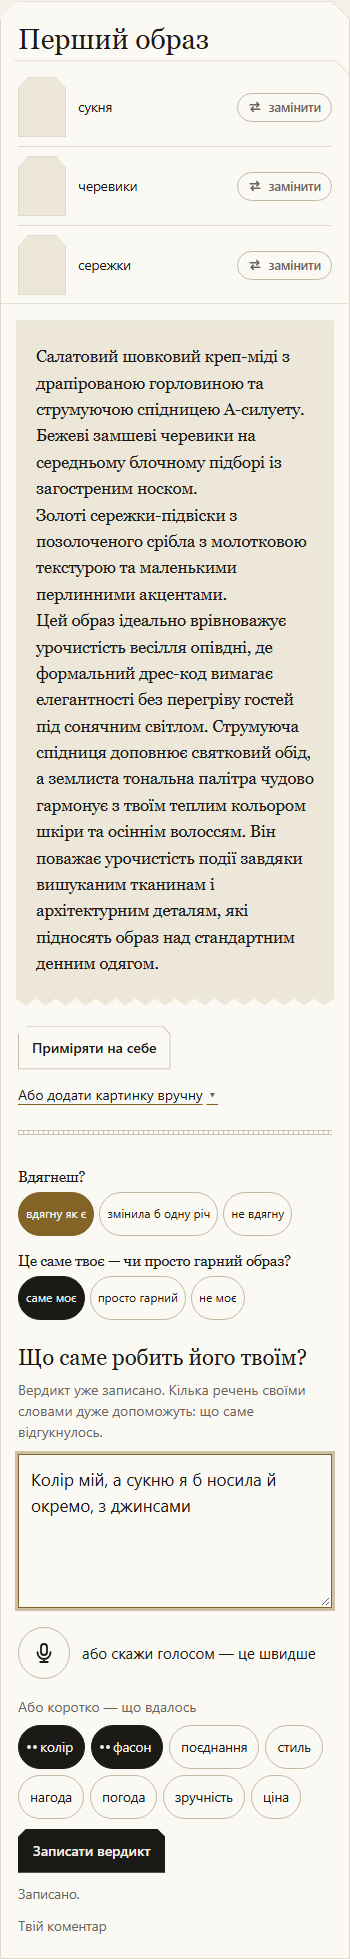 Перший образ
сукня
⇄ замінити
черевики
⇄ замінити
сережки
⇄ замінити
Салатовий шовковий креп-міді з
драпірованою горловиною та
струмуючою спідницею А-силуету.
Бежеві замшеві черевики на
середньому блочному підборі із
загостреним носком.
Золоті сережки-підвіски з
позолоченого срібла з молотковою
текстурою та маленькими
перлинними акцентами.
Цей образ ідеально врівноважує
урочистість весілля опівдні, де
формальний дрес-код вимагає
елегантності без перегріву гостей
під сонячним світлом. Струмуюча
спідниця доповнює святковий обід,
а землиста тональна палітра чудово
гармонує з твоїм теплим кольором
шкіри та осіннім волоссям. Він
поважає урочистість події завдяки
вишуканим тканинам і
архітектурним деталям, які
підносять образ над стандартним
денним одягом.
Приміряти на себе
Або додати картинку вручну ▾
Вдягнеш?
вдягну як є
змінила б одну річ
не вдягну
Це саме твоє — чи просто гарний образ?
саме моє
просто гарний
не моє
Що саме робить його твоїм?
Вердикт уже записано. Кілька речень своїми
словами дуже допоможуть: що саме
відгукнулось.
Колір мій, а сукню я б носила й
окремо, з джинсами
або скажи голосом — це швидше
Або коротко — що вдалось
•• колір
•• фасон
поєднання
стиль
нагода
погода
зручність
ціна
Записати вердикт
Записано.
Твій коментар